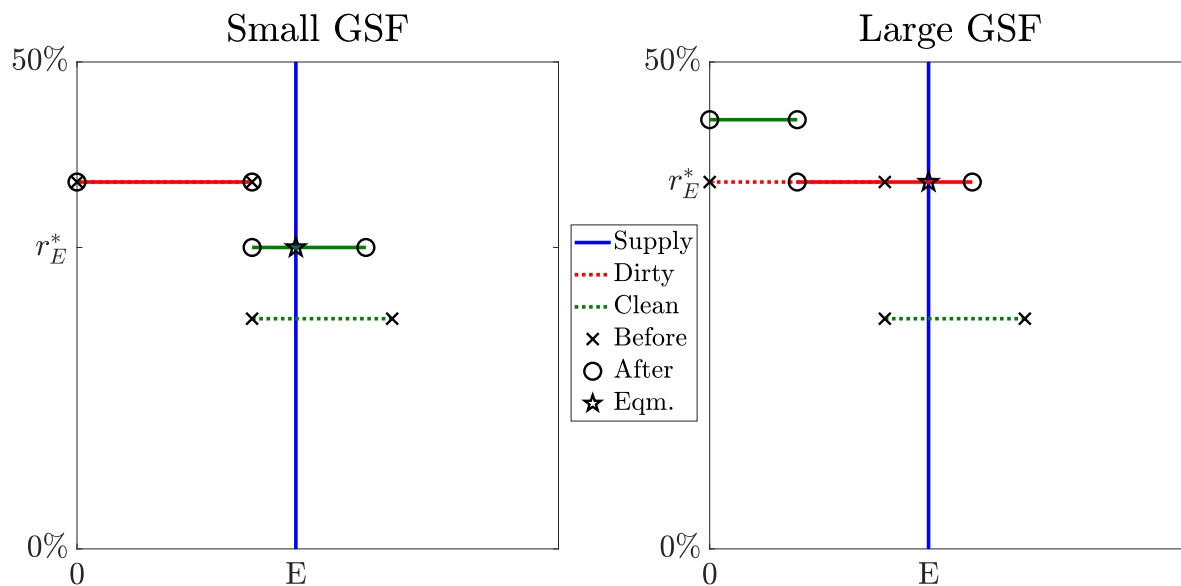 Small GSF
50%
r*_E
0%
0
E
Supply
Dirty
Clean
Before
After
Eqm.
Large GSF
50%
r*_E
0%
0
E